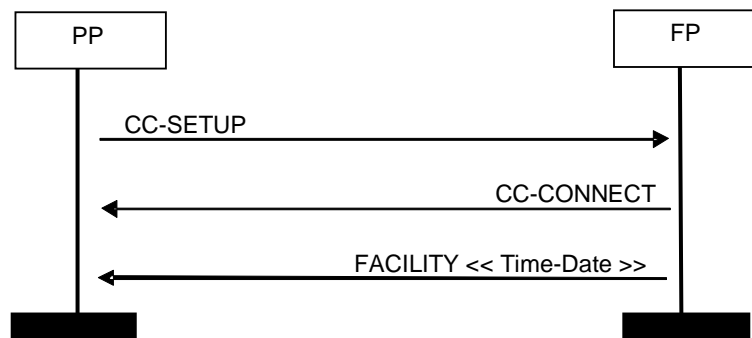 PP
FP
CC-SETUP
CC-CONNECT
FACILITY << Time-Date >>